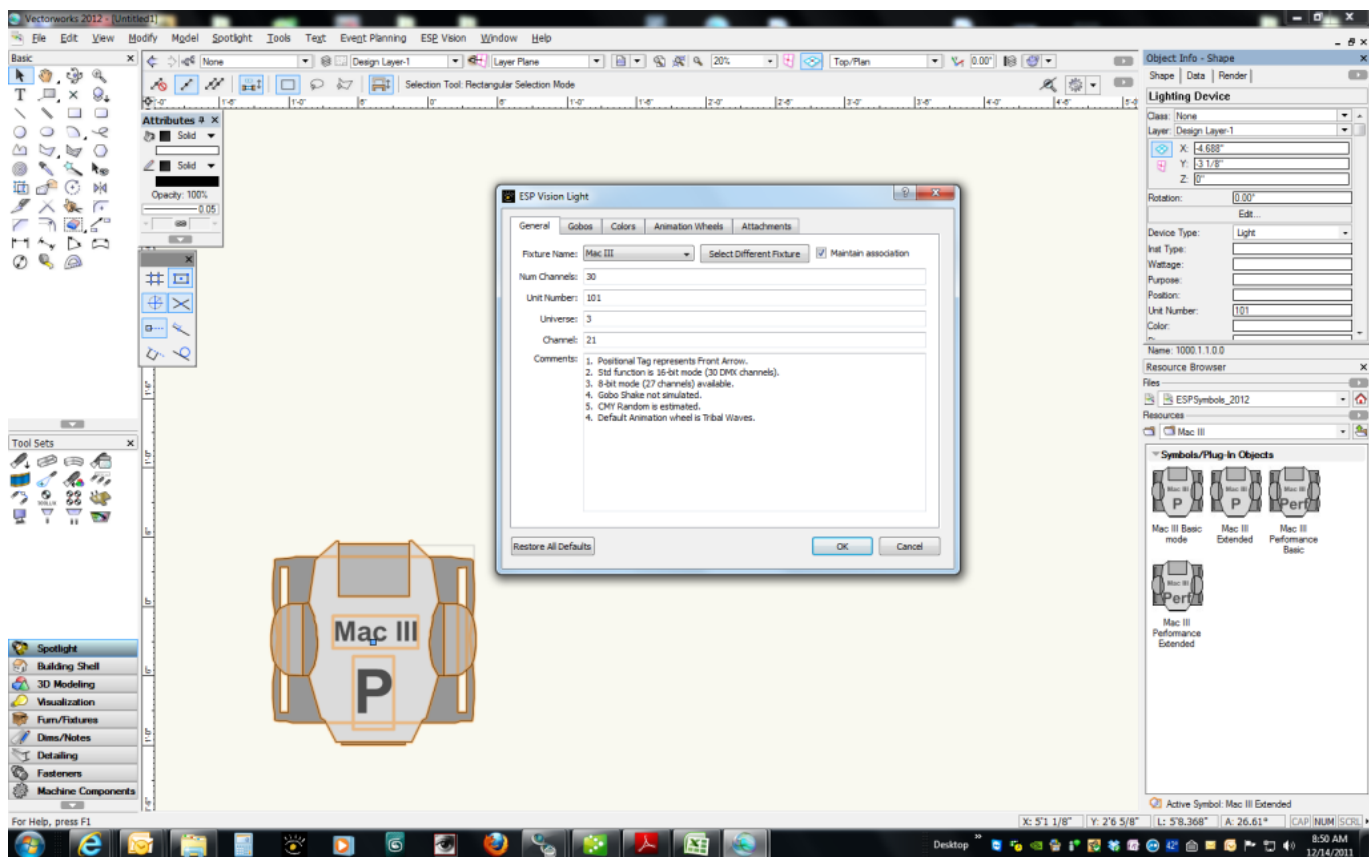 Vectorworks 2012 - [Untitled1]
File Edit View Modify Model Spotlight Tools Text Event Planning ESP Vision Window Help
Basic
None
Design Layer-1
Layer Plane
20%
Top/Plan
0.00°
Selection Tool: Rectangular Selection Mode
Attributes
Solid
Solid
Opacity: 100%
0.05
Tool Sets
Spotlight
Building Shell
3D Modeling
Visualization
Furn/Fixtures
Dims/Notes
Detailing
Fasteners
Machine Components
For Help, press F1
Mac III
P
ESP Vision Light
General Gobos Colors Animation Wheels Attachments
Fixture Name: Mac III Select Different Fixture Maintain association
Num Channels: 30
Unit Number: 101
Universe: 3
Channel: 21
Comments: 1. Positional Tag represents Front Arrow.
2. Std function is 16-bit mode (30 DMX channels).
3. 8-bit mode (27 channels) available.
4. Gobo Shake not simulated.
5. CMY Random is estimated.
4. Default Animation wheel is Tribal Waves.
Restore All Defaults OK Cancel
Object Info - Shape
Shape Data Render
Lighting Device
Class: None
Layer: Design Layer-1
X: -4.688"
Y: -3 1/8"
Z: 0"
Rotation: 0.00°
Edit...
Device Type: Light
Inst Type:
Wattage:
Purpose:
Position:
Unit Number: 101
Color:
Name: 1000.1.1.0.0
Resource Browser
Files
ESPSymbols_2012
Resources
Mac III
Symbols/Plug-In Objects
Mac III P
Mac III P
Mac III Perf
Mac III Basic mode
Mac III Extended
Mac III Performance Basic
Mac III Perf
Mac III Performance Extended
Active Symbol: Mac III Extended
X: 5'1 1/8" Y: 2'6 5/8" L: 5'8.368" A: 26.61° CAP NUM SCRL
Desktop
8:50 AM
12/14/2011